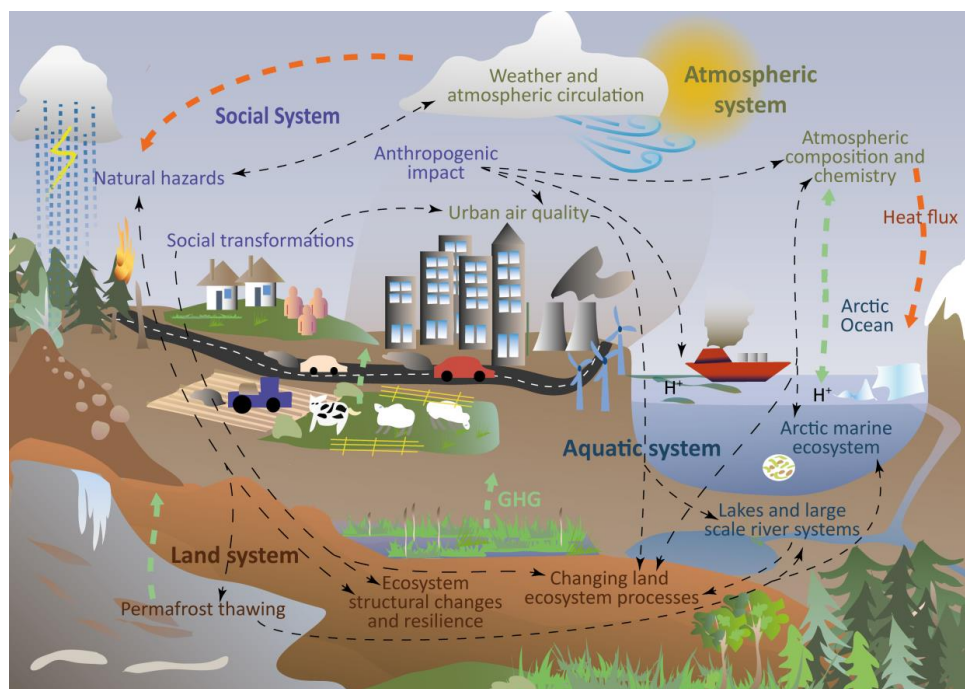 Weather and
atmospheric circulation
Atmospheric
system
Social System
Anthropogenic
impact
Atmospheric
composition and
chemistry
Natural hazards
Urban air quality
Heat flux
Social transformations
Arctic
Ocean
H+
H+
Aquatic system
Arctic marine
ecosystem
GHG
Lakes and large
scale river systems
Land system
Permafrost thawing
Ecosystem
structural changes
and resilience
Changing land
ecosystem processes